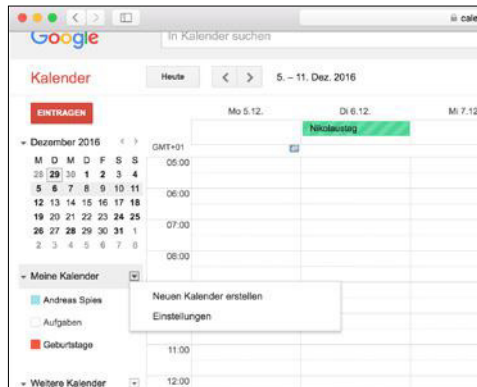 cale
Google
In Kalender suchen
Kalender
Heute
5. – 11. Dez. 2016
EINTRAGEN
Mo 5.12.
Di 6.12.
Mi 7.12
Nikolaustag
Dezember 2016
GMT+01
M D M D F S S
28 29 30 1 2 3 4
5 6 7 8 9 10 11
12 13 14 15 16 17 18
19 20 21 22 23 24 25
26 27 28 29 30 31 1
2 3 4 5 6 7 8
05:00
06:00
07:00
08:00
Meine Kalender
Andreas Spies
Aufgaben
Geburtstage
Neuen Kalender erstellen
Einstellungen
11:00
Weitere Kalender
12:00